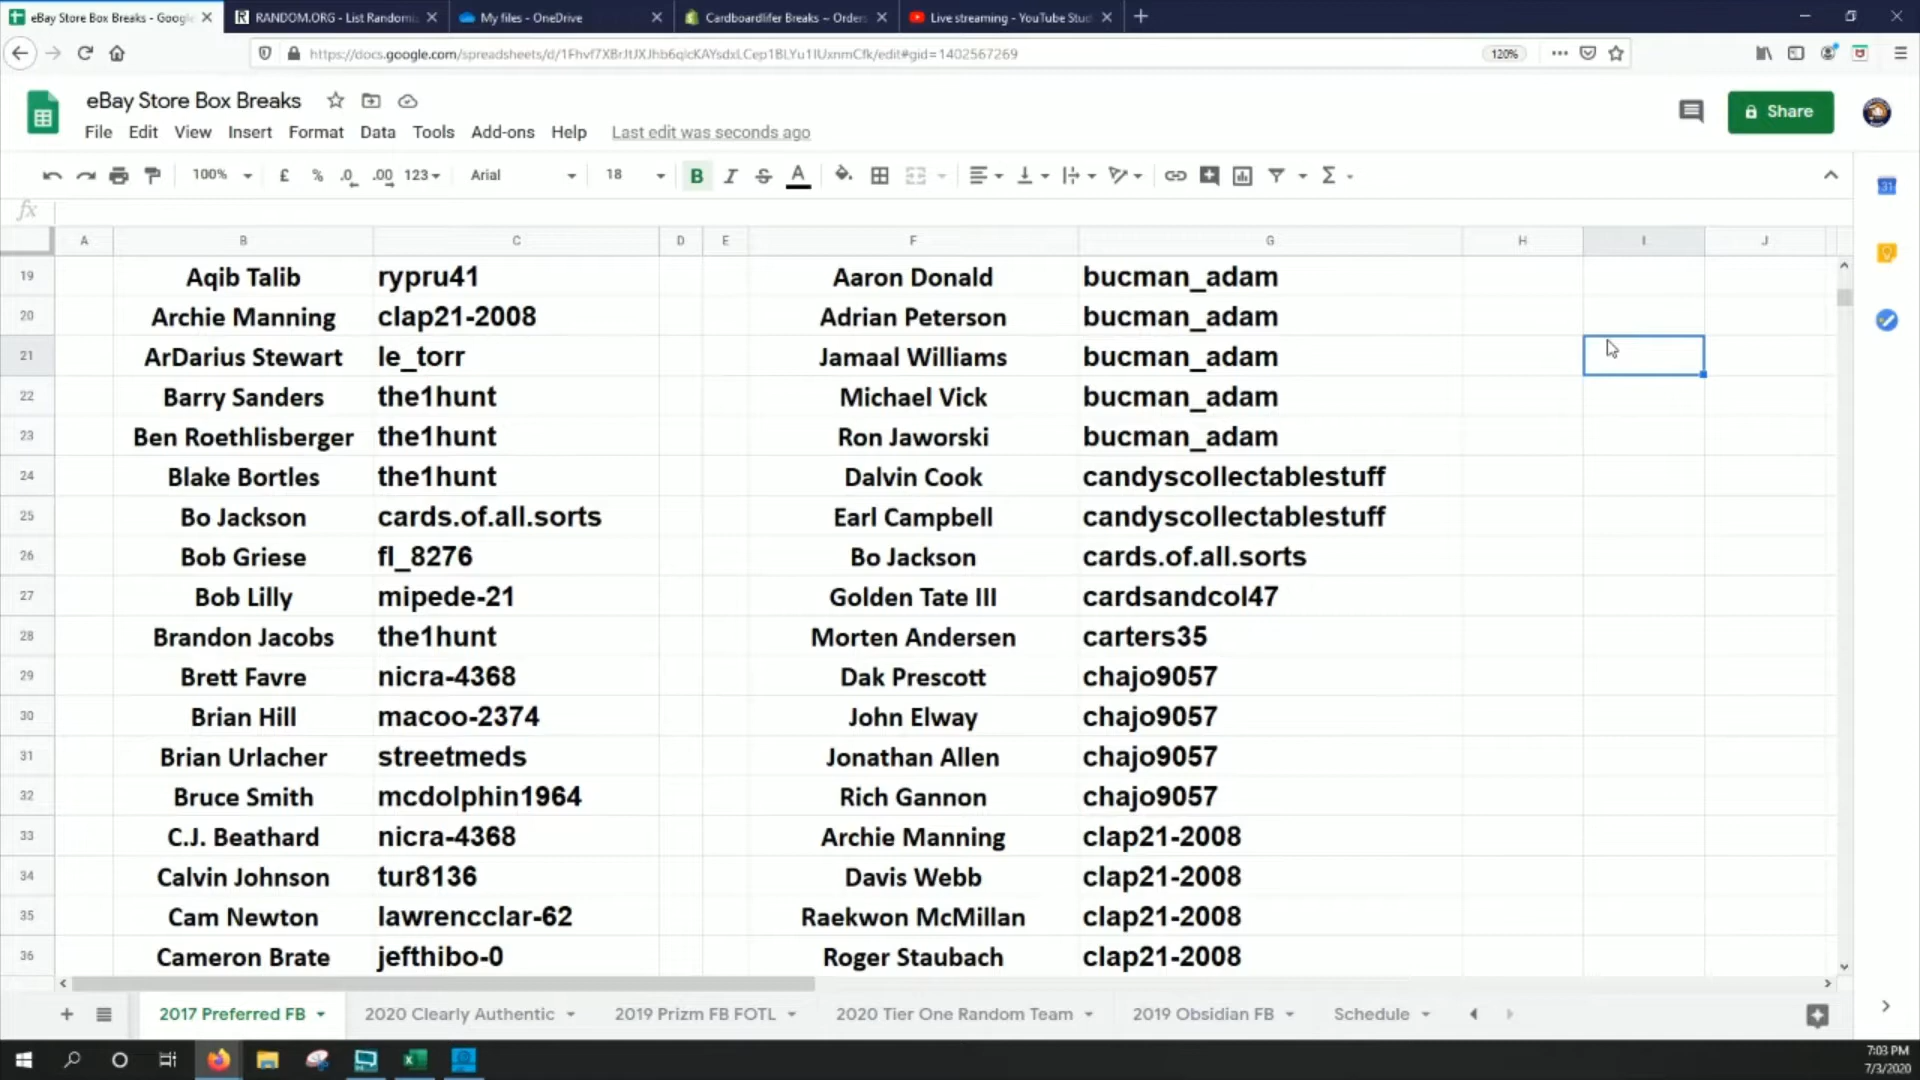 eBay Store Box Breaks - Google
RANDOM.ORG - List Randomi
My files - OneDrive
Cardboardlifer Breaks ~ Orders
Live streaming - YouTube Stud
120%
eBay Store Box Breaks
File Edit View Insert Format Data Tools Add-ons Help Last edit was seconds ago
Share
100% £ % .0 .00 123 Arial 18 B I S A
fx
A B C D E F G H I J
19 Aqib Talib rypru41 Aaron Donald bucman_adam
20 Archie Manning clap21-2008 Adrian Peterson bucman_adam
21 ArDarius Stewart le_torr Jamaal Williams bucman_adam
22 Barry Sanders the1hunt Michael Vick bucman_adam
23 Ben Roethlisberger the1hunt Ron Jaworski bucman_adam
24 Blake Bortles the1hunt Dalvin Cook candyscollectablestuff
25 Bo Jackson cards.of.all.sorts Earl Campbell candyscollectablestuff
26 Bob Griese fl_8276 Bo Jackson cards.of.all.sorts
27 Bob Lilly mipede-21 Golden Tate III cardsandcol47
28 Brandon Jacobs the1hunt Morten Andersen carters35
29 Brett Favre nicra-4368 Dak Prescott chajo9057
30 Brian Hill macoo-2374 John Elway chajo9057
31 Brian Urlacher streetmeds Jonathan Allen chajo9057
32 Bruce Smith mcdolphin1964 Rich Gannon chajo9057
33 C.J. Beathard nicra-4368 Archie Manning clap21-2008
34 Calvin Johnson tur8136 Davis Webb clap21-2008
35 Cam Newton lawrencclar-62 Raekwon McMillan clap21-2008
36 Cameron Brate jefthibo-0 Roger Staubach clap21-2008
2017 Preferred FB 2020 Clearly Authentic 2019 Prizm FB FOTL 2020 Tier One Random Team 2019 Obsidian FB Schedule
7:03 PM
7/3/2020